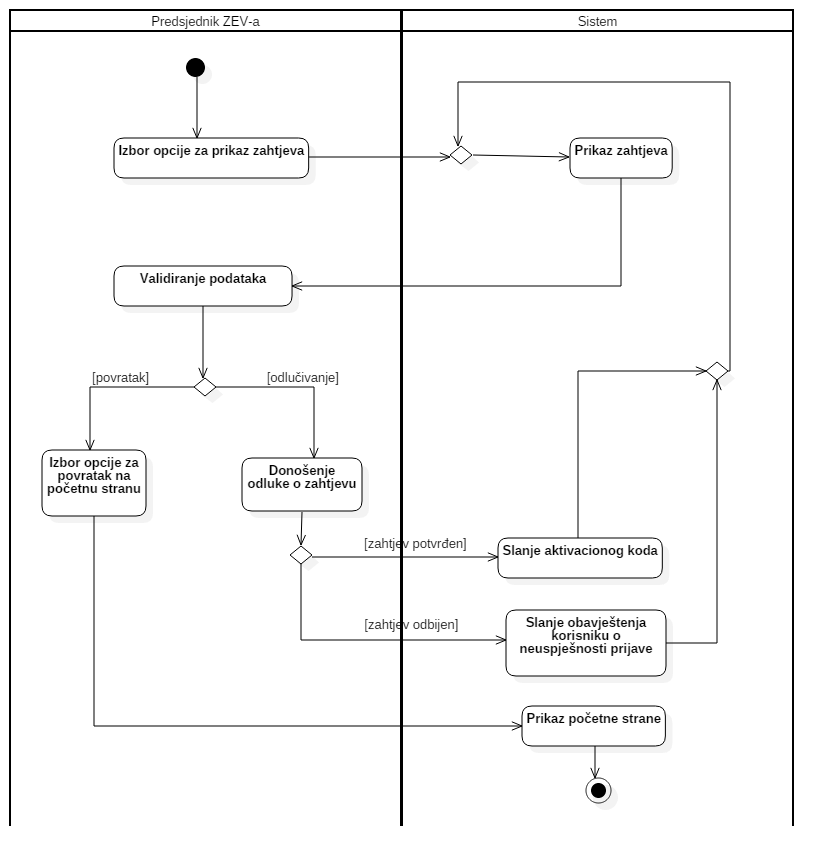 Predsjednik ZEV-a
Sistem
Izbor opcije za prikaz zahtjeva
Prikaz zahtjeva
Validiranje podataka
[povratak]
[odlučivanje]
Izbor opcije za
povratak na
početnu stranu
Donošenje
odluke o zahtjevu
[zahtjev potvrđen]
Slanje aktivacionog koda
[zahtjev odbijen]
Slanje obavještenja
korisniku o
neuspješnosti prijave
Prikaz početne strane